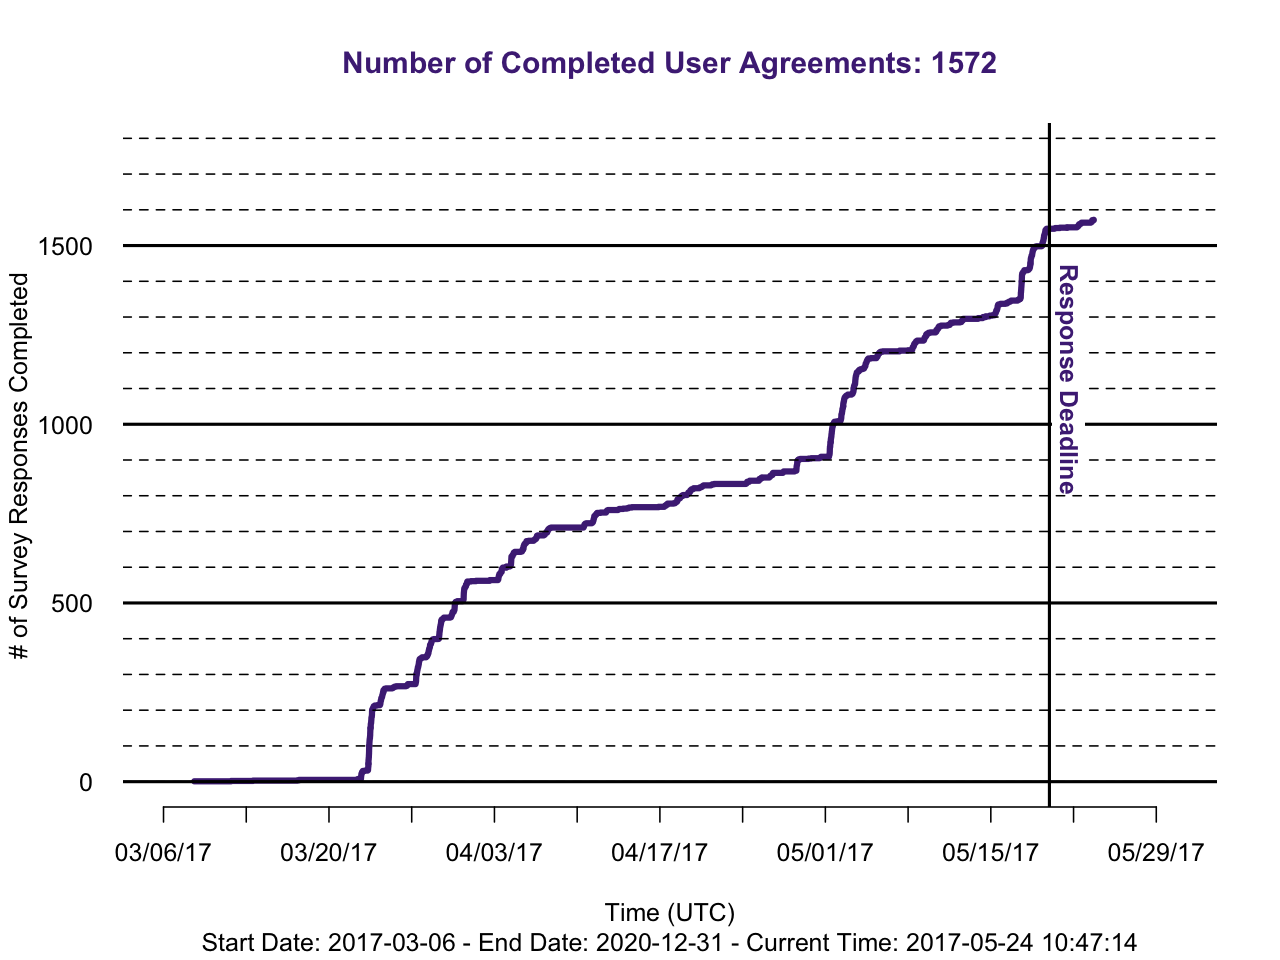 Number of Completed User Agreements: 1572
# of Survey Responses Completed
1500
1000
500
0
Response Deadline
03/06/17 03/20/17 04/03/17 04/17/17 05/01/17 05/15/17 05/29/17
Time (UTC)
Start Date: 2017-03-06 - End Date: 2020-12-31 - Current Time: 2017-05-24 10:47:14